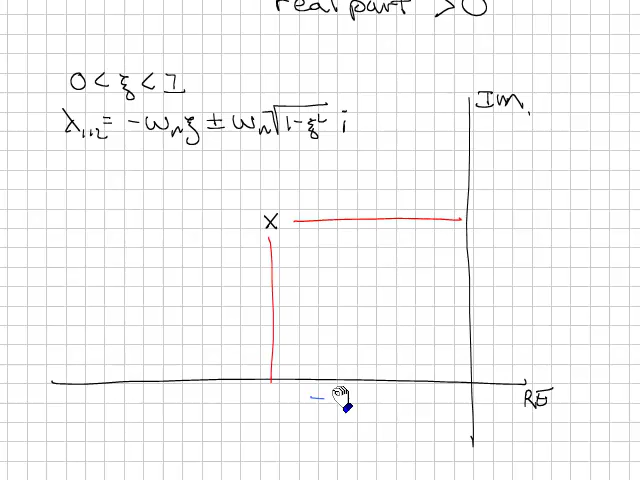 real part >0
0 < ξ < 1
λ1,2 = -ωnξ ± ωn√1-ξ² i
Im.
X
-
RE